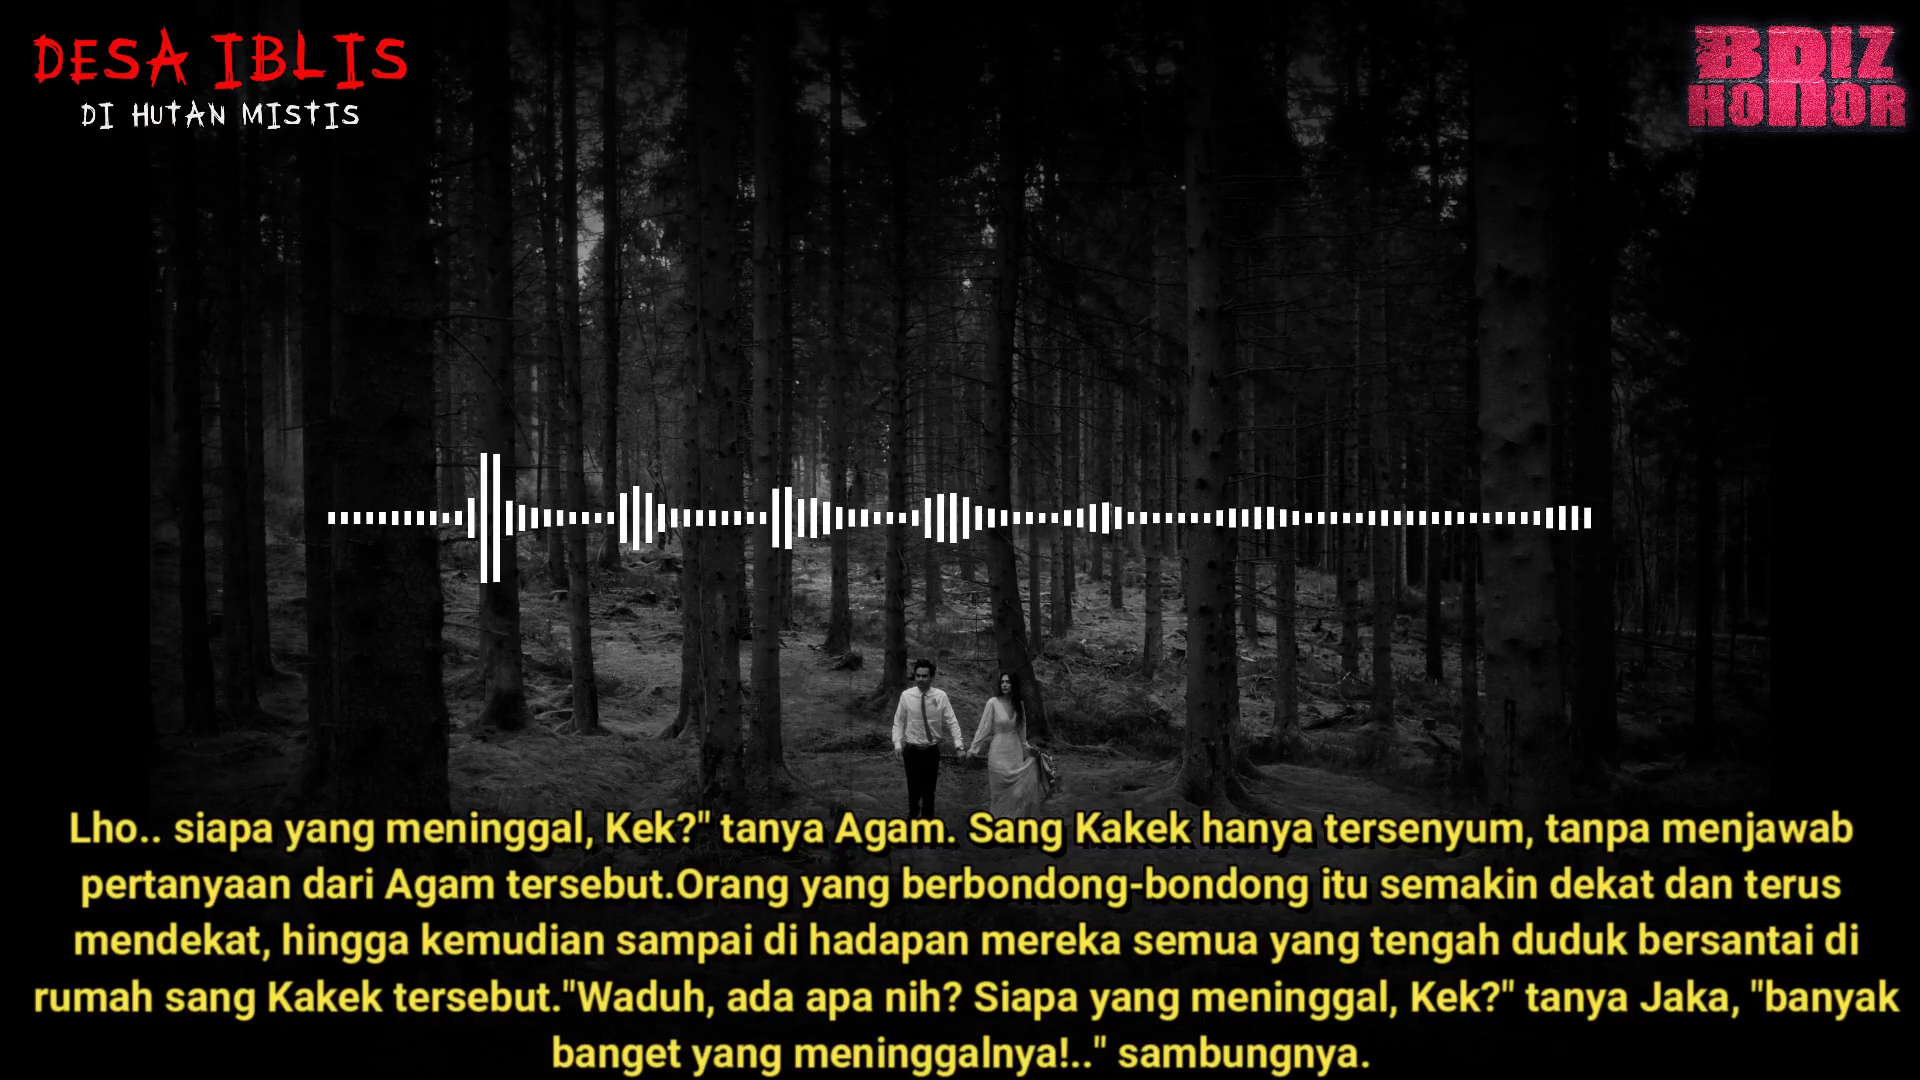 DESA IBLIS
DI HUTAN MISTIS
BRIZ
HORROR
Lho.. siapa yang meninggal, Kek?" tanya Agam. Sang Kakek hanya tersenyum, tanpa menjawab
pertanyaan dari Agam tersebut.Orang yang berbondong-bondong itu semakin dekat dan terus
mendekat, hingga kemudian sampai di hadapan mereka semua yang tengah duduk bersantai di
rumah sang Kakek tersebut."Waduh, ada apa nih? Siapa yang meninggal, Kek?" tanya Jaka, "banyak
banget yang meninggalnya!.." sambungnya.